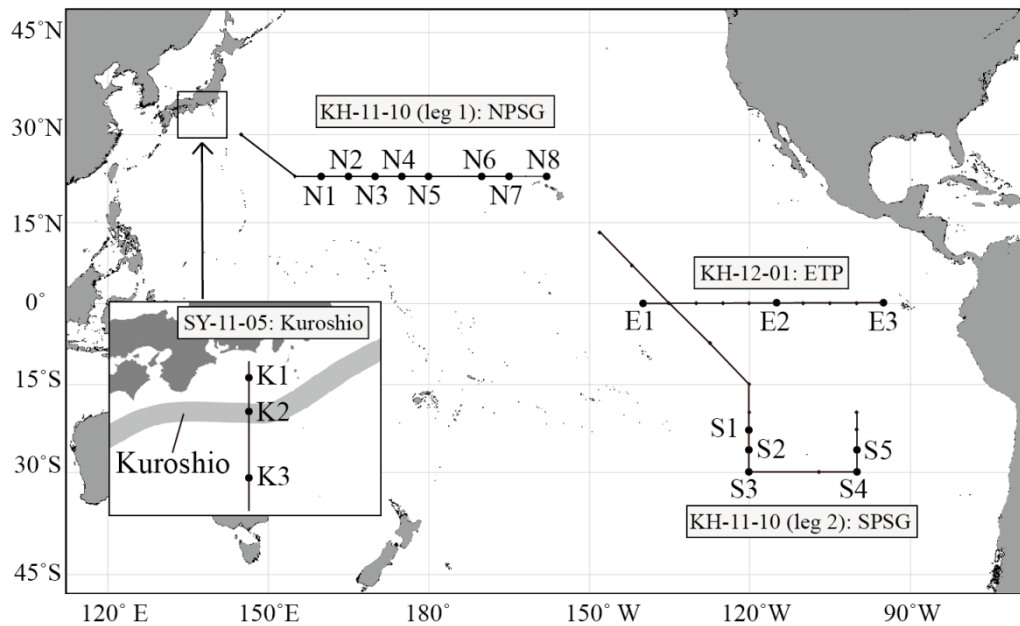 45°N
30°N
15°N
0°
15°S
30°S
45°S
KH-11-10 (leg 1): NPSG
N2 N4 N6 N8
N1 N3 N5 N7
KH-12-01: ETP
E1 E2 E3
SY-11-05: Kuroshio
K1
K2
Kuroshio
K3
S1
S2 S5
S3 S4
KH-11-10 (leg 2): SPSG
120° E 150°E 180° 150° W 120°W 90°W